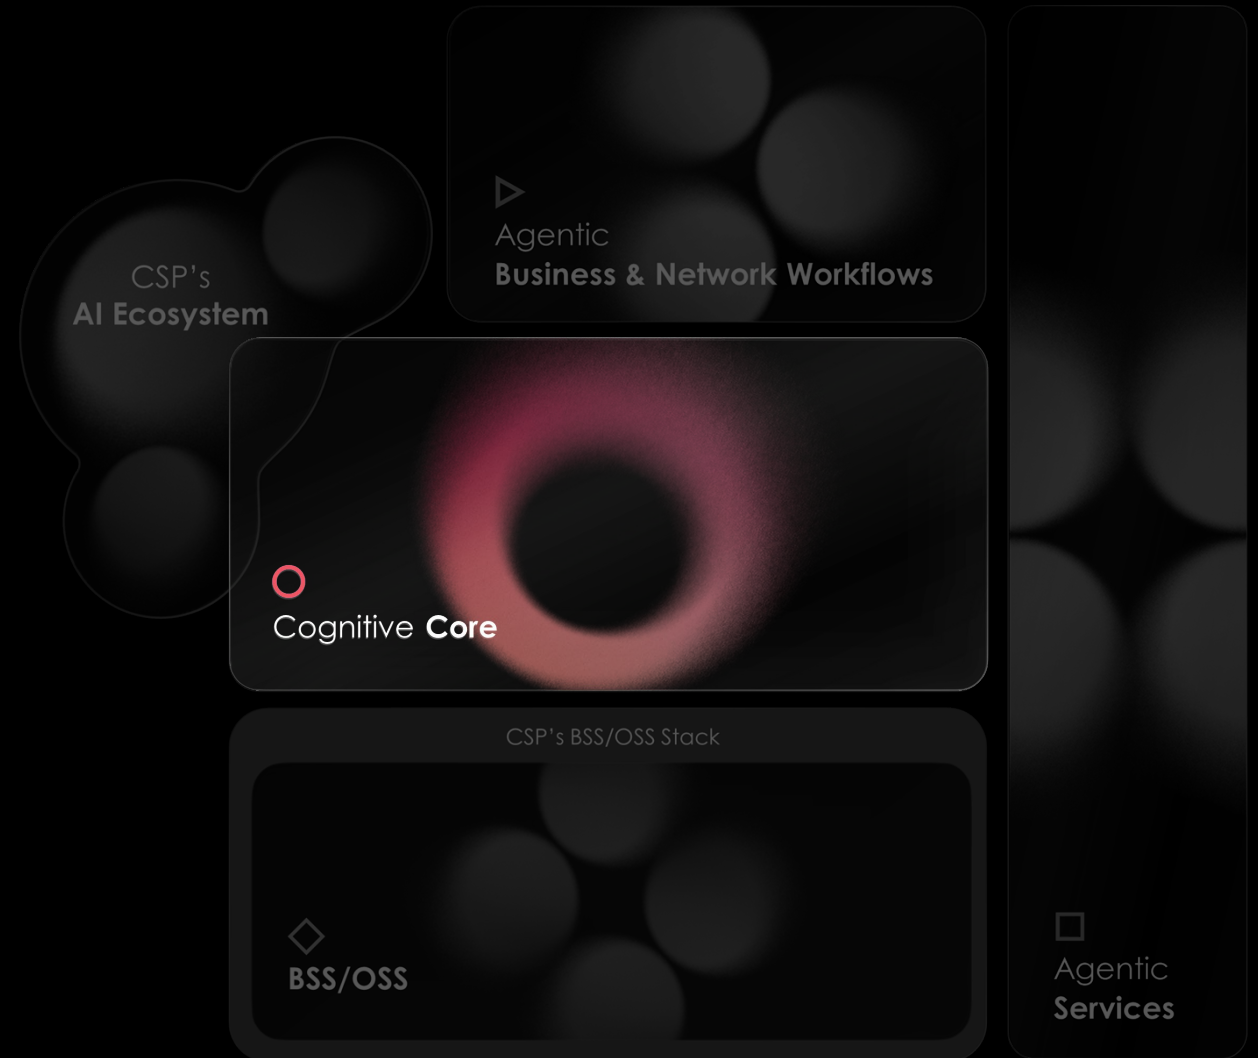 Agentic
Business & Network Workflows
CSP's
AI Ecosystem
Cognitive Core
CSP's BSS/OSS Stack
BSS/OSS
Agentic
Services